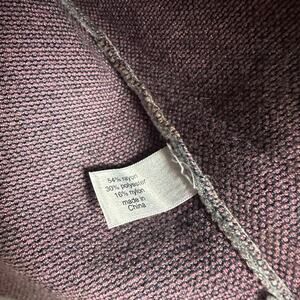 54% rayon
30% polyester
16% nylon
made in
China